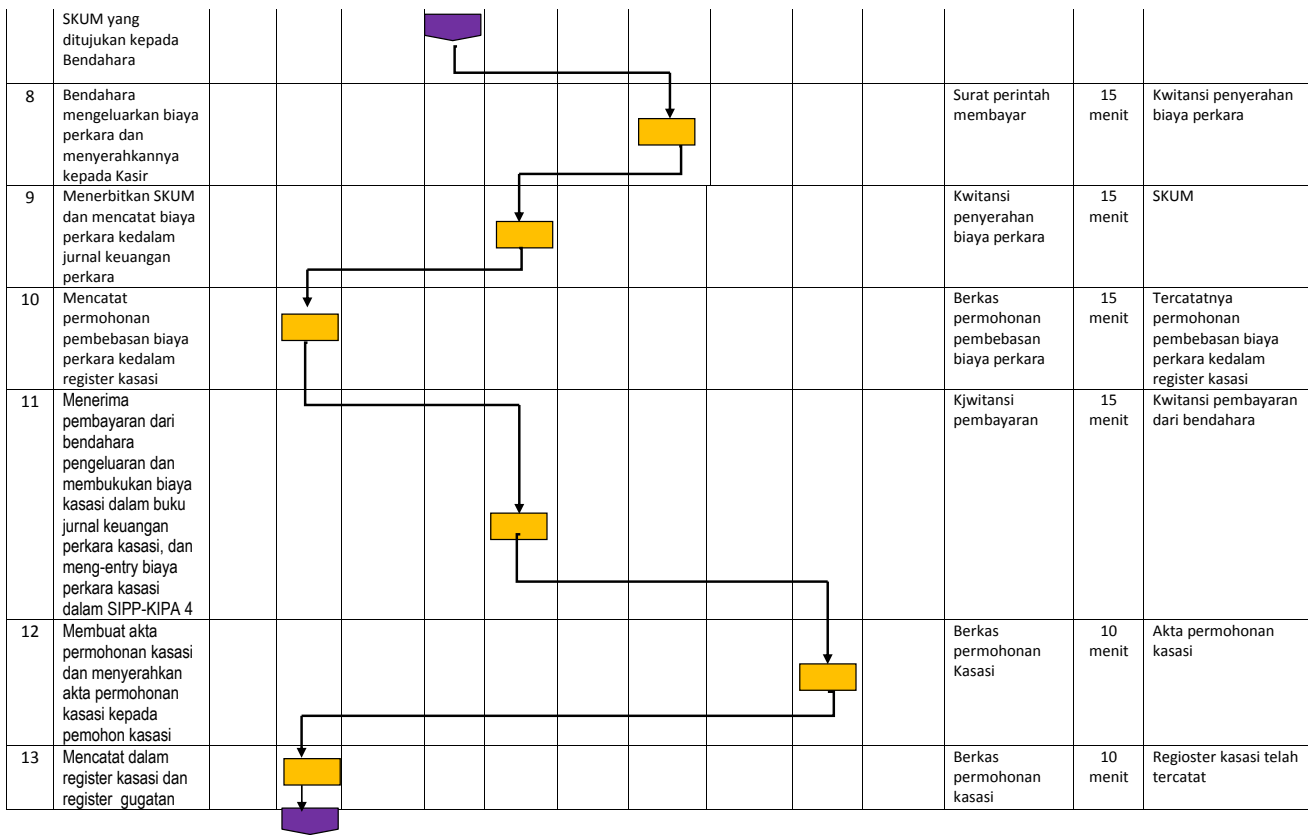 SKUM yang
ditujukan kepada
Bendahara
8
Bendahara
mengeluarkan biaya
perkara dan
menyerahkannya
kepada Kasir
Surat perintah
membayar
15
menit
Kwitansi penyerahan
biaya perkara
9
Menerbitkan SKUM
dan mencatat biaya
perkara kedalam
jurnal keuangan
perkara
Kwitansi
penyerahan
biaya perkara
15
menit
SKUM
10
Mencatat
permohonan
pembebasan biaya
perkara kedalam
register kasasi
Berkas
permohonan
pembebasan
biaya perkara
15
menit
Tercatatnya
permohonan
pembebasan biaya
perkara kedalam
register kasasi
11
Menerima
pembayaran dari
bendahara
pengeluaran dan
membukukan biaya
kasasi dalam buku
jurnal keuangan
perkara kasasi, dan
meng-entry biaya
perkara kasasi
dalam SIPP-KIPA 4
Kjwitansi
pembayaran
15
menit
Kwitansi pembayaran
dari bendahara
12
Membuat akta
permohonan kasasi
dan menyerahkan
akta permohonan
kasasi kepada
pemohon kasasi
Berkas
permohonan
Kasasi
10
menit
Akta permohonan
kasasi
13
Mencatat dalam
register kasasi dan
register gugatan
Berkas
permohonan
kasasi
10
menit
Regioster kasasi telah
tercatat